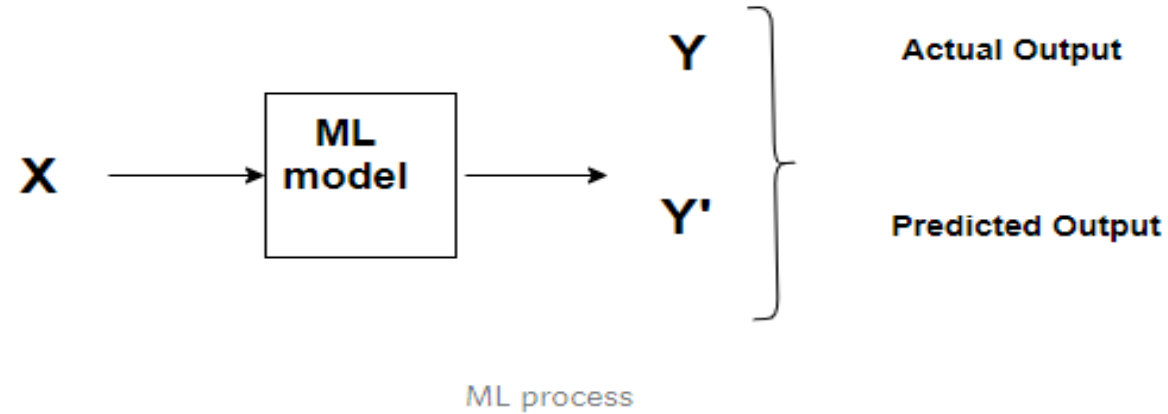 Y
Actual Output
ML
model
X
Y'
Predicted Output
ML process